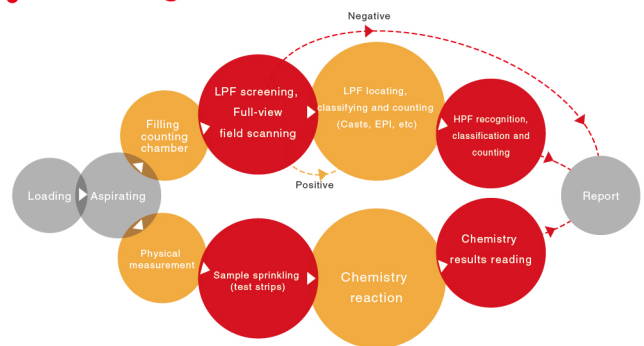 Negative
LPF screening,
Full-view
field scanning
LPF locating,
classifying and counting
(Casts, EPI, etc)
HPF recognition,
classification and
counting
Filling
counting
chamber
Positive
Loading
Aspirating
Report
Physical
measurement
Sample sprinkling
(test strips)
Chemistry
reaction
Chemistry
results reading